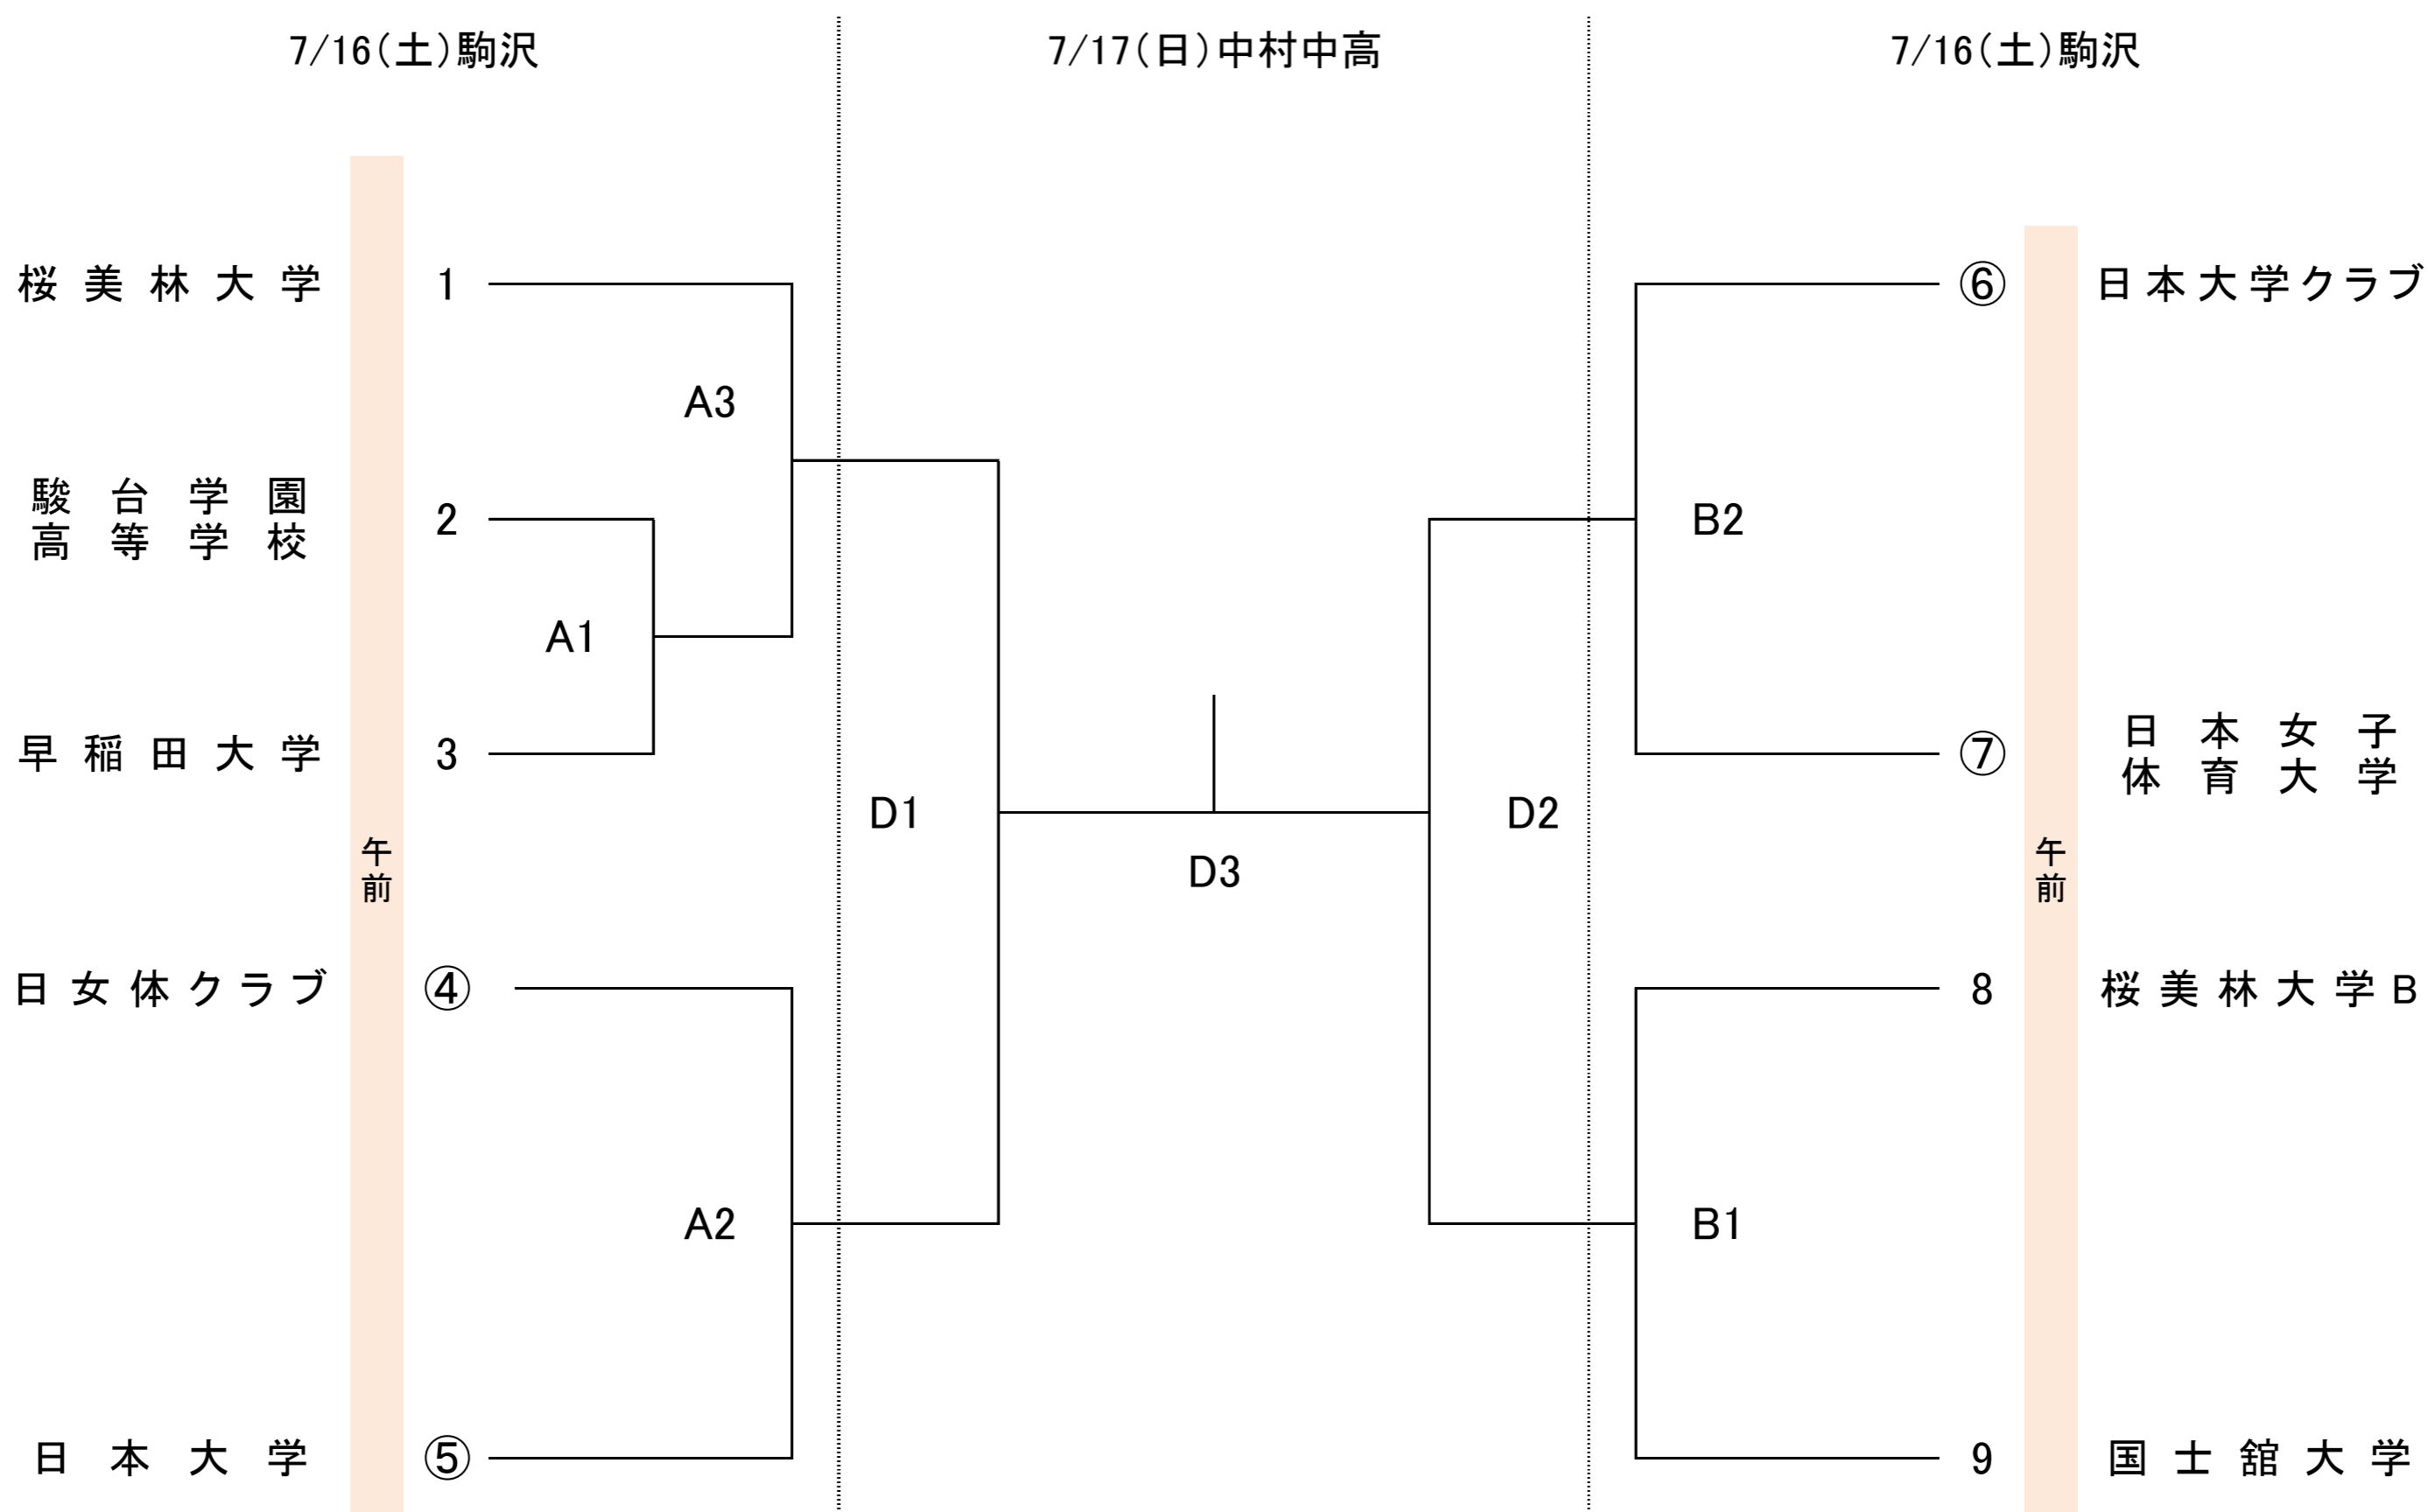 7/16(土)駒沢
7/17(日)中村中高
7/16(土)駒沢
桜美林大学
1
⑥
日本大学クラブ
A3
駿台学園
高等学校
2
B2
A1
早稲田大学
3
⑦
日本女子
体育大学
D1
D2
午前
D3
午前
日女体クラブ
④
8
桜美林大学B
A2
B1
日本大学
⑤
9
国士舘大学